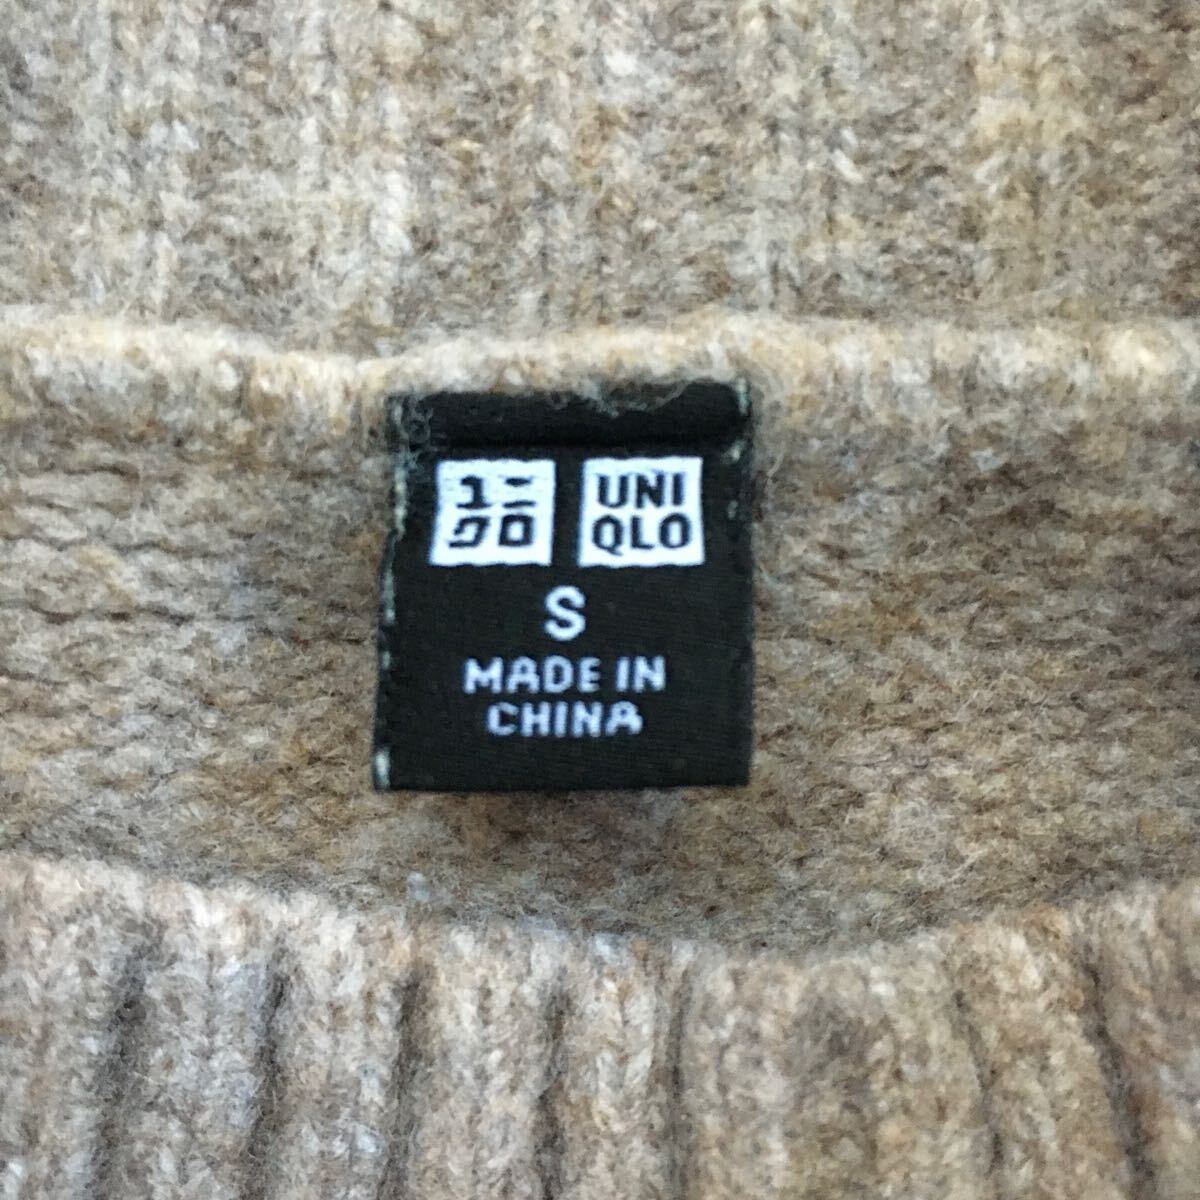 ユニ UNI
クロ QLO
S
MADE IN
CHINA